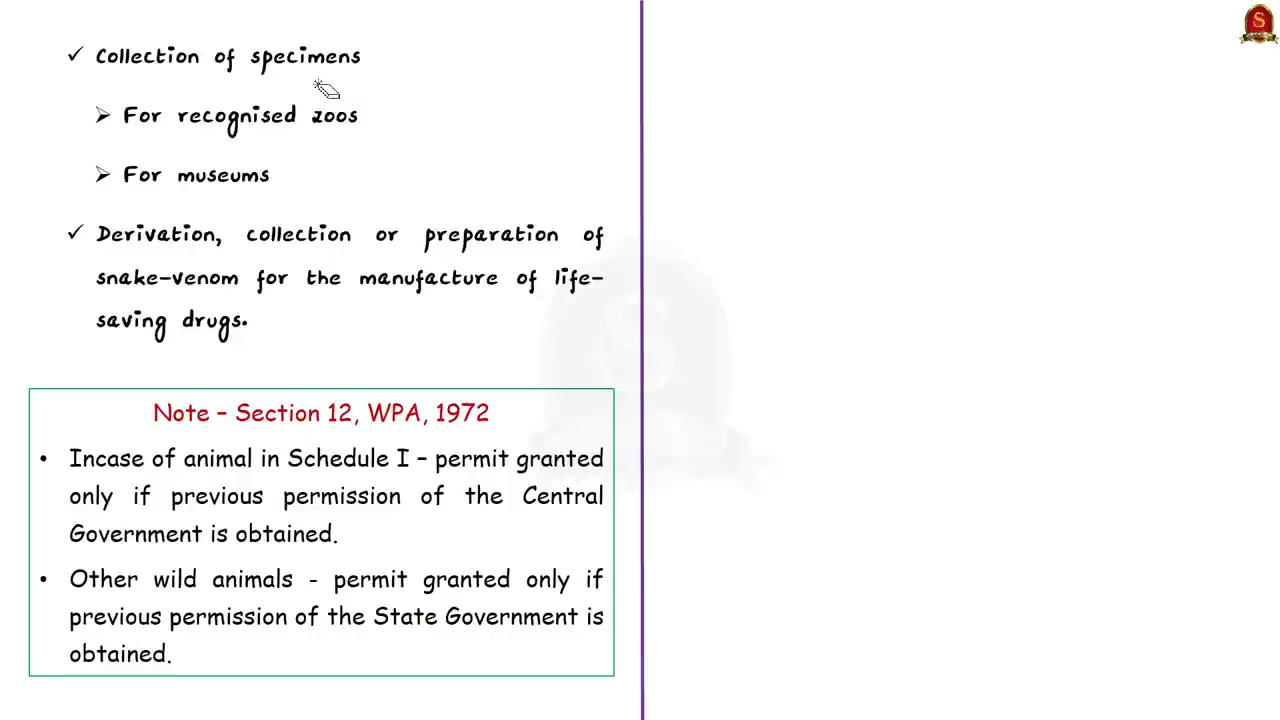 ✓ Collection of specimens
➢ For recognised zoos
➢ For museums
✓ Derivation, collection or preparation of
snake-venom for the manufacture of life-
saving drugs.
Note – Section 12, WPA, 1972
• Incase of animal in Schedule I – permit granted
only if previous permission of the Central
Government is obtained.
• Other wild animals - permit granted only if
previous permission of the State Government is
obtained.
S